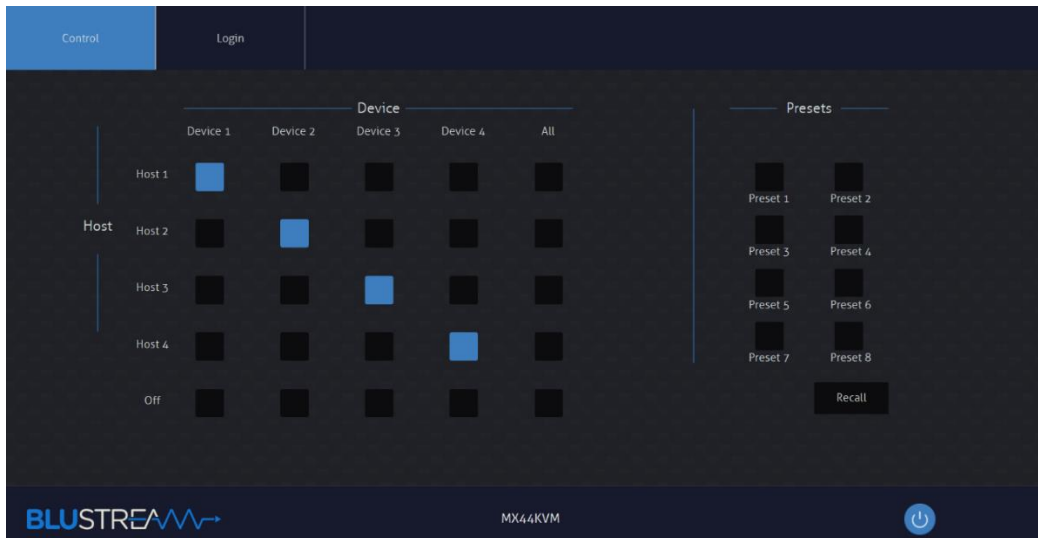 Control Login
Device Presets
Device 1 Device 2 Device 3 Device 4 All
Host 1
Preset 1 Preset 2
Host Host 2
Preset 3 Preset 4
Host 3
Preset 5 Preset 6
Host 4
Preset 7 Preset 8
Off Recall
BLUSTREAM MX44KVM